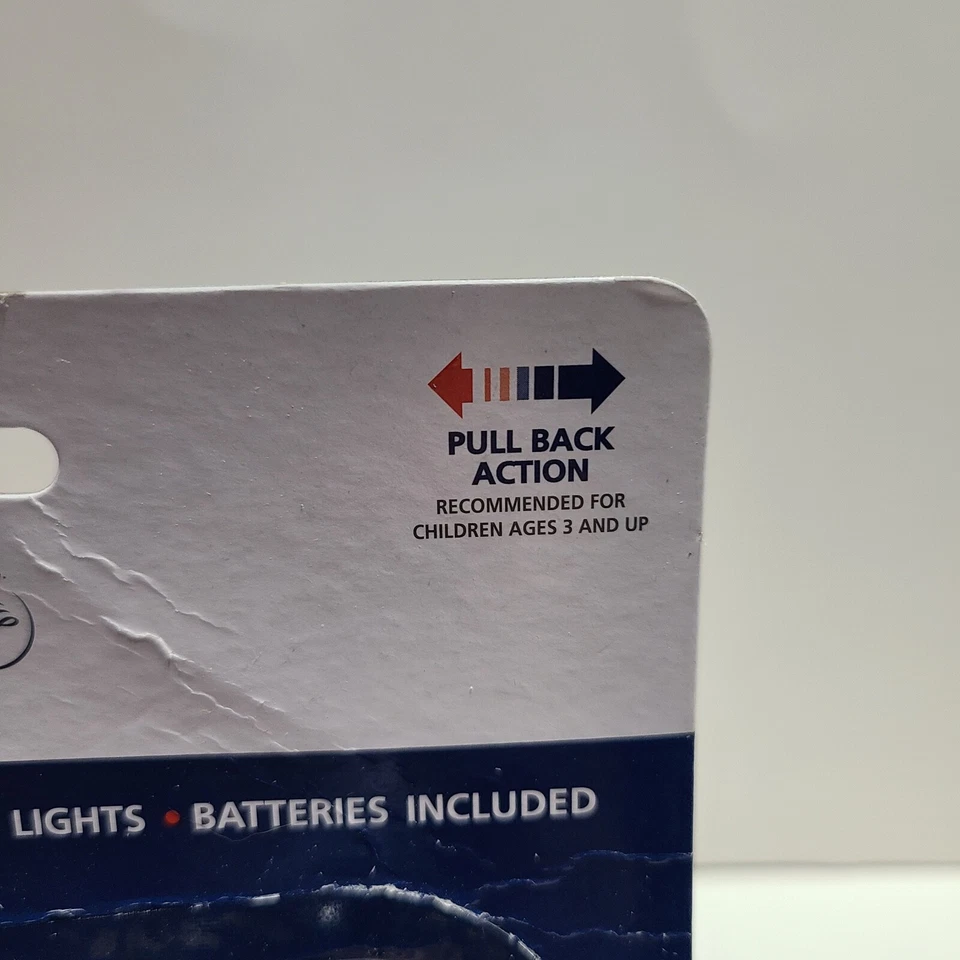 PULL BACK
ACTION
RECOMMENDED FOR
CHILDREN AGES 3 AND UP
LIGHTS • BATTERIES INCLUDED